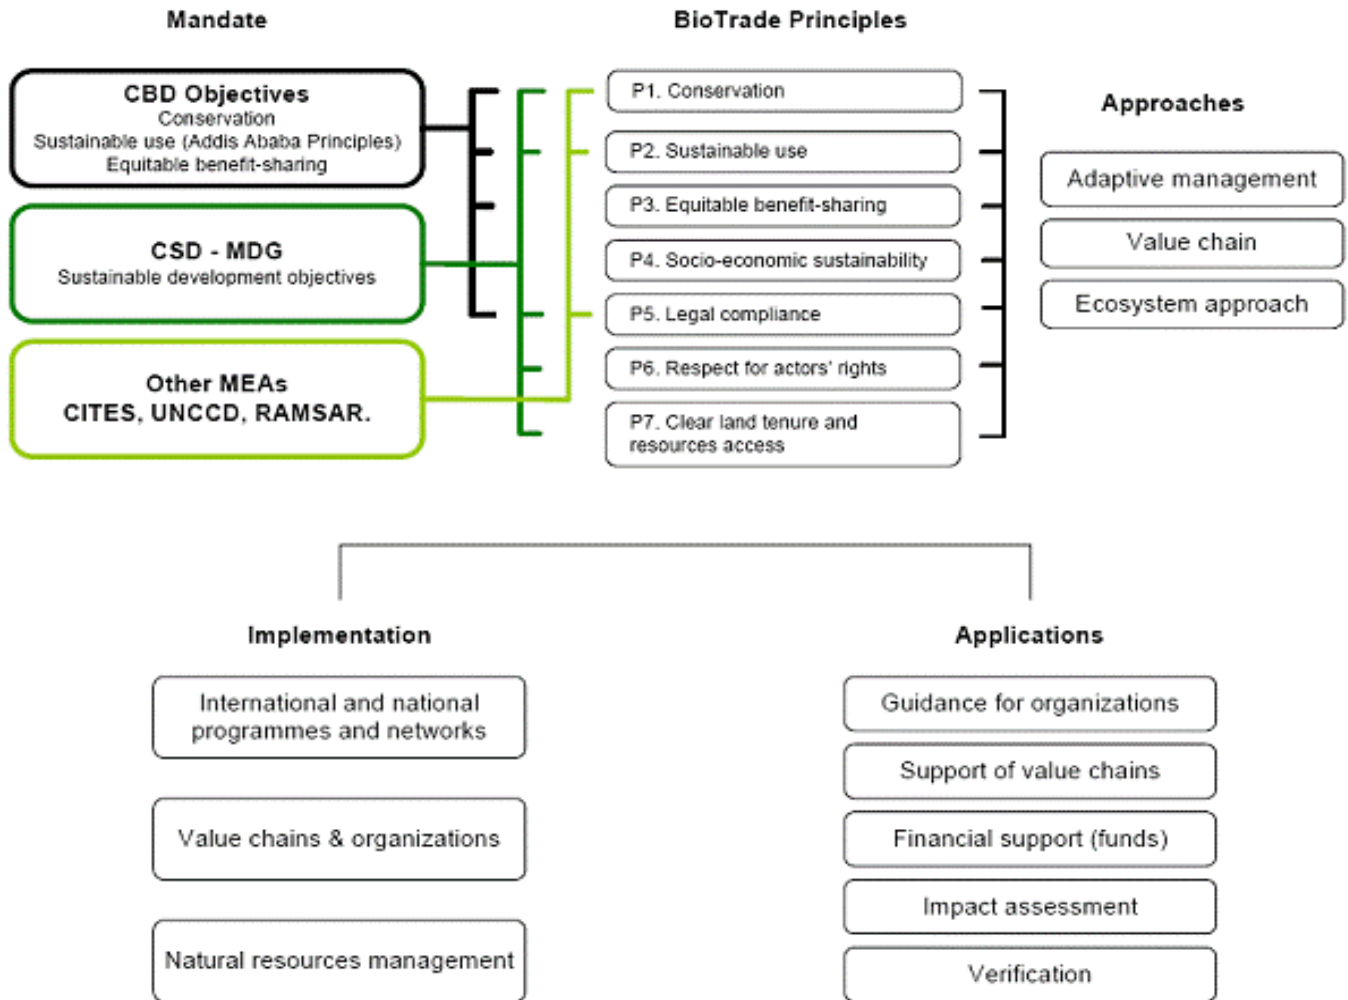 Mandate
BioTrade Principles
CBD Objectives
Conservation
Sustainable use (Addis Ababa Principles)
Equitable benefit-sharing
CSD - MDG
Sustainable development objectives
Other MEAs
CITES, UNCCD, RAMSAR.
P1. Conservation
P2. Sustainable use
P3. Equitable benefit-sharing
P4. Socio-economic sustainability
P5. Legal compliance
P6. Respect for actors' rights
P7. Clear land tenure and
resources access
Approaches
Adaptive management
Value chain
Ecosystem approach
Implementation
International and national
programmes and networks
Value chains & organizations
Natural resources management
Applications
Guidance for organizations
Support of value chains
Financial support (funds)
Impact assessment
Verification